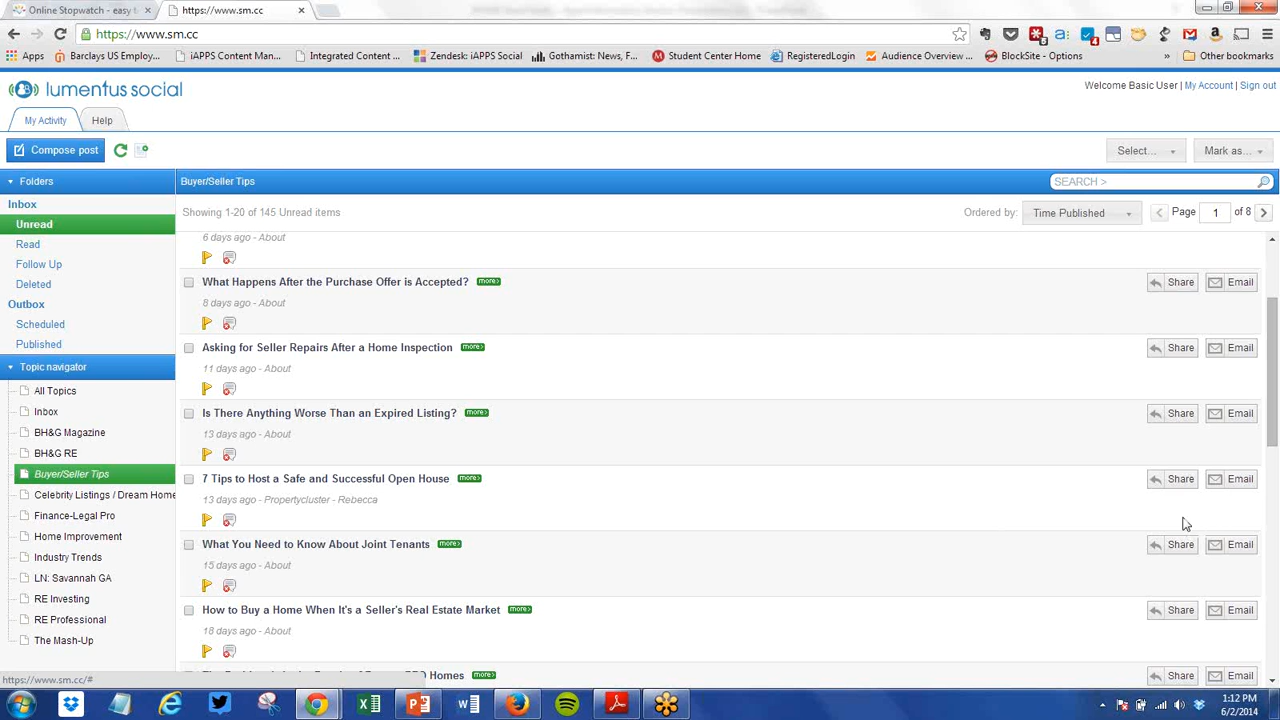 Online Stopwatch - easy t
https://www.sm.cc
https://www.sm.cc
Apps
Barclays US Employ...
iAPPS Content Man...
Integrated Content ...
Zendesk: iAPPS Social
Gothamist: News, F...
Student Center Home
RegisteredLogin
Audience Overview ...
BlockSite - Options
»
Other bookmarks
lumentus social
Welcome Basic User | My Account | Sign out
My Activity
Help
Compose post
Select...
Mark as...
Folders
Buyer/Seller Tips
SEARCH >
Inbox
Showing 1-20 of 145 Unread items
Ordered by:
Time Published
Page
1
of 8
Unread
Read
Follow Up
Deleted
Outbox
Scheduled
Published
Topic navigator
All Topics
Inbox
BH&G Magazine
BH&G RE
Buyer/Seller Tips
Celebrity Listings / Dream Home
Finance-Legal Pro
Home Improvement
Industry Trends
LN: Savannah GA
RE Investing
RE Professional
The Mash-Up
6 days ago - About
What Happens After the Purchase Offer is Accepted? more>
Share
Email
8 days ago - About
Asking for Seller Repairs After a Home Inspection more>
Share
Email
11 days ago - About
Is There Anything Worse Than an Expired Listing? more>
Share
Email
13 days ago - About
7 Tips to Host a Safe and Successful Open House more>
Share
Email
13 days ago - Propertycluster - Rebecca
What You Need to Know About Joint Tenants more>
Share
Email
15 days ago - About
How to Buy a Home When It's a Seller's Real Estate Market more>
Share
Email
18 days ago - About
Homes more>
Share
Email
https://www.sm.cc/#
1:12 PM
6/2/2014